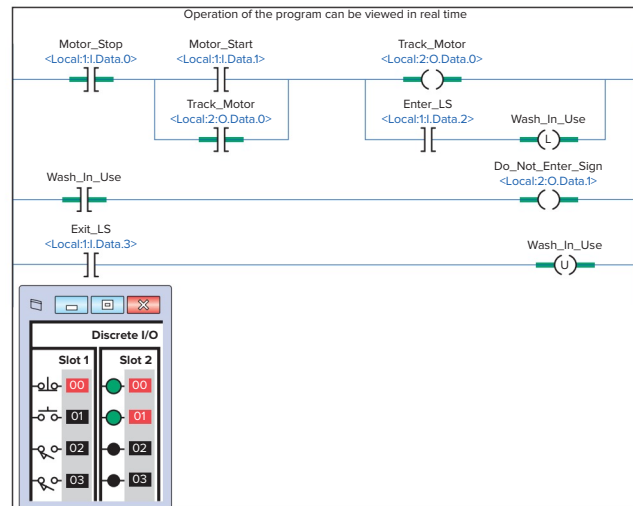 Operation of the program can be viewed in real time
Motor_Stop
<Local:1:I.Data.0>
Motor_Start
<Local:1:I.Data.1>
Track_Motor
<Local:2:O.Data.0>
Track_Motor
<Local:2:O.Data.0>
Enter_LS
<Local:1:I.Data.2>
Wash_In_Use
L
Wash_In_Use
Do_Not_Enter_Sign
<Local:2:O.Data.1>
Exit_LS
<Local:1:I.Data.3>
Wash_In_Use
U
Discrete I/O
Slot 1 Slot 2
00 00
01 01
02 02
03 03